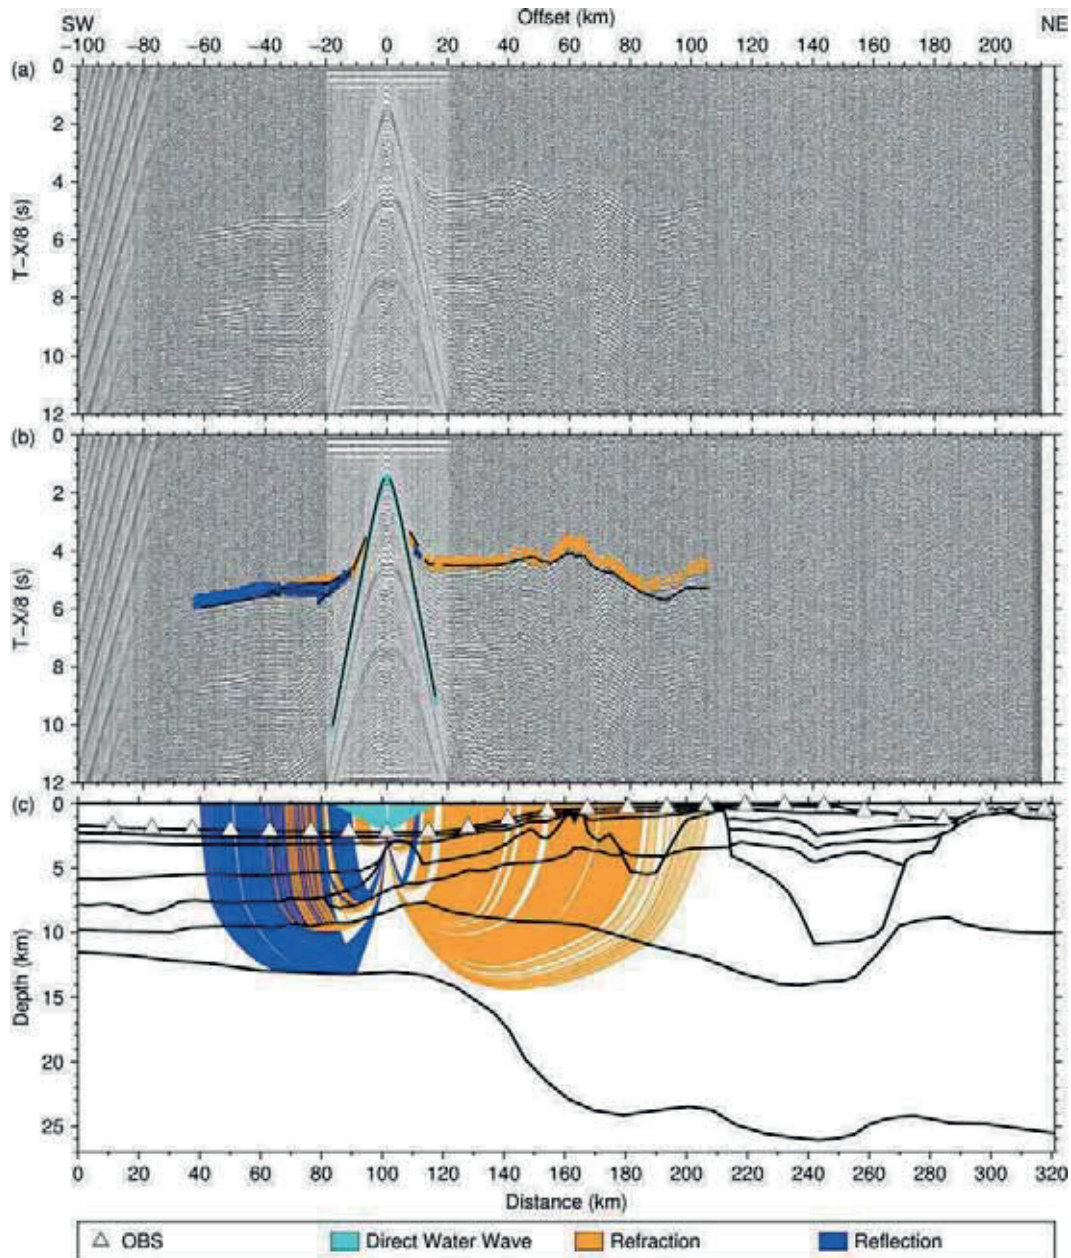 SW Offset (km) NE
−100 −80 −60 −40 −20 0 20 40 60 80 100 120 140 160 180 200
(a)
0
2
4
6
8
10
12
T−X/8 (s)
(b)
0
2
4
6
8
10
12
T−X/8 (s)
(c)
0
5
10
15
20
25
Depth (km)
0 20 40 60 80 100 120 140 160 180 200 220 240 260 280 300 320
Distance (km)
OBS Direct Water Wave Refraction Reflection